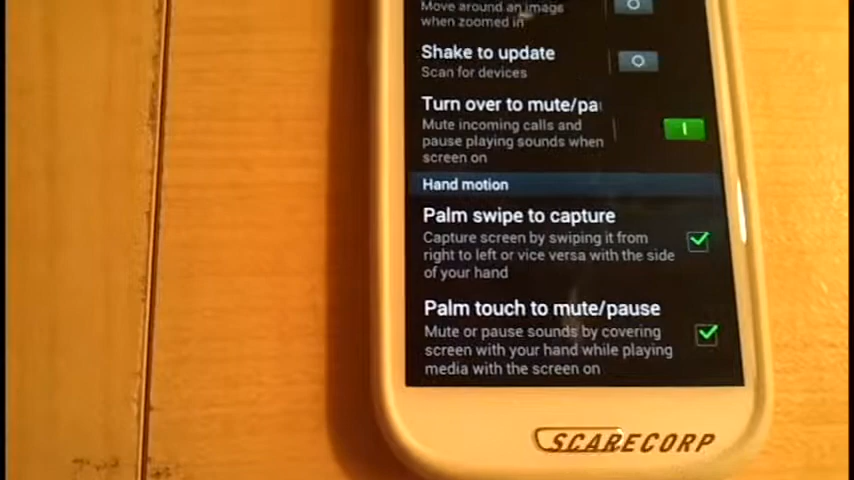 Move around an image
when zoomed in
Shake to update
Scan for devices
Turn over to mute/pa
Mute incoming calls and
pause playing sounds when
screen on
Hand motion
Palm swipe to capture
Capture screen by swiping it from
right to left or vice versa with the side
of your hand
Palm touch to mute/pause
Mute or pause sounds by covering
screen with your hand while playing
media with the screen on
SCARECORP